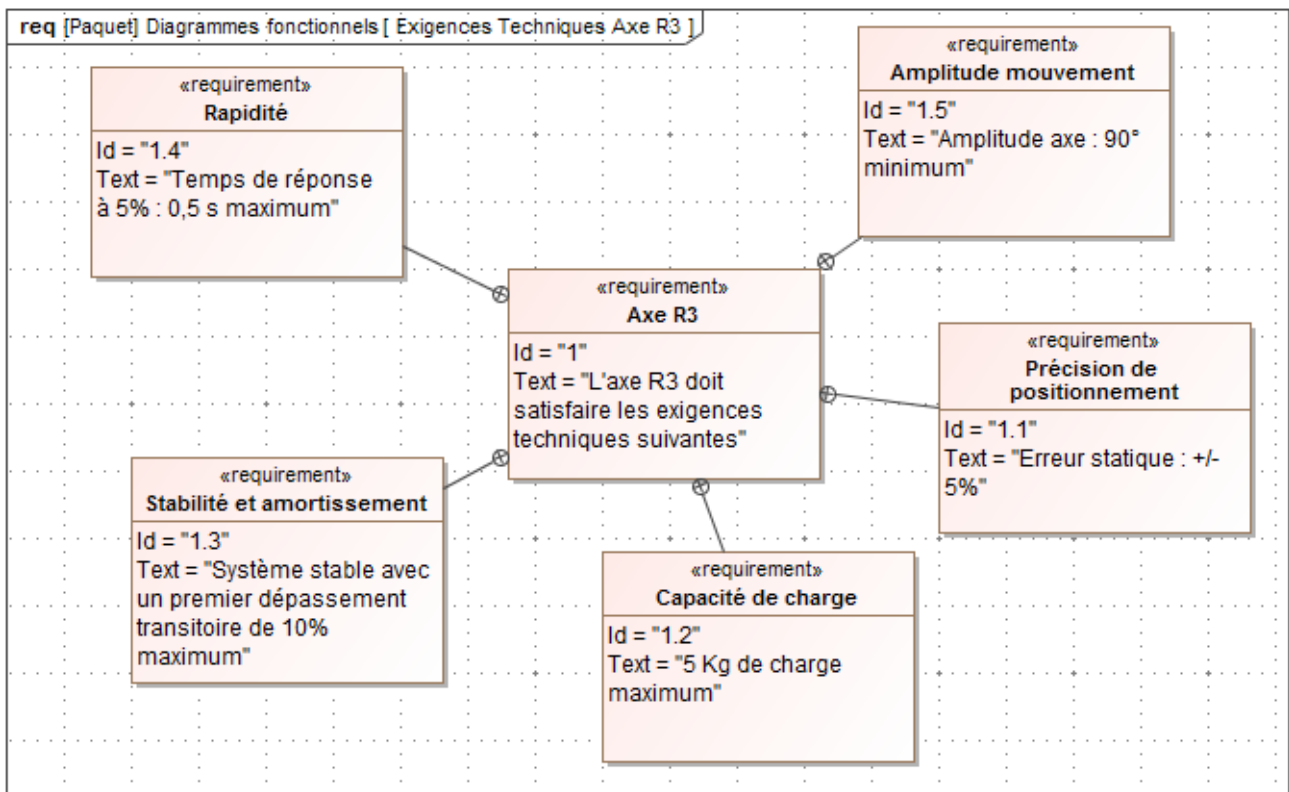 req [Paquet] Diagrammes fonctionnels [ Exigences Techniques Axe R3 ]
«requirement»
Rapidité
Id = "1.4"
Text = "Temps de réponse
à 5% : 0,5 s maximum"
«requirement»
Amplitude mouvement
Id = "1.5"
Text = "Amplitude axe : 90°
minimum"
«requirement»
Axe R3
Id = "1"
Text = "L'axe R3 doit
satisfaire les exigences
techniques suivantes"
«requirement»
Précision de
positionnement
Id = "1.1"
Text = "Erreur statique : +/-
5%"
«requirement»
Stabilité et amortissement
Id = "1.3"
Text = "Système stable avec
un premier dépassement
transitoire de 10%
maximum"
«requirement»
Capacité de charge
Id = "1.2"
Text = "5 Kg de charge
maximum"